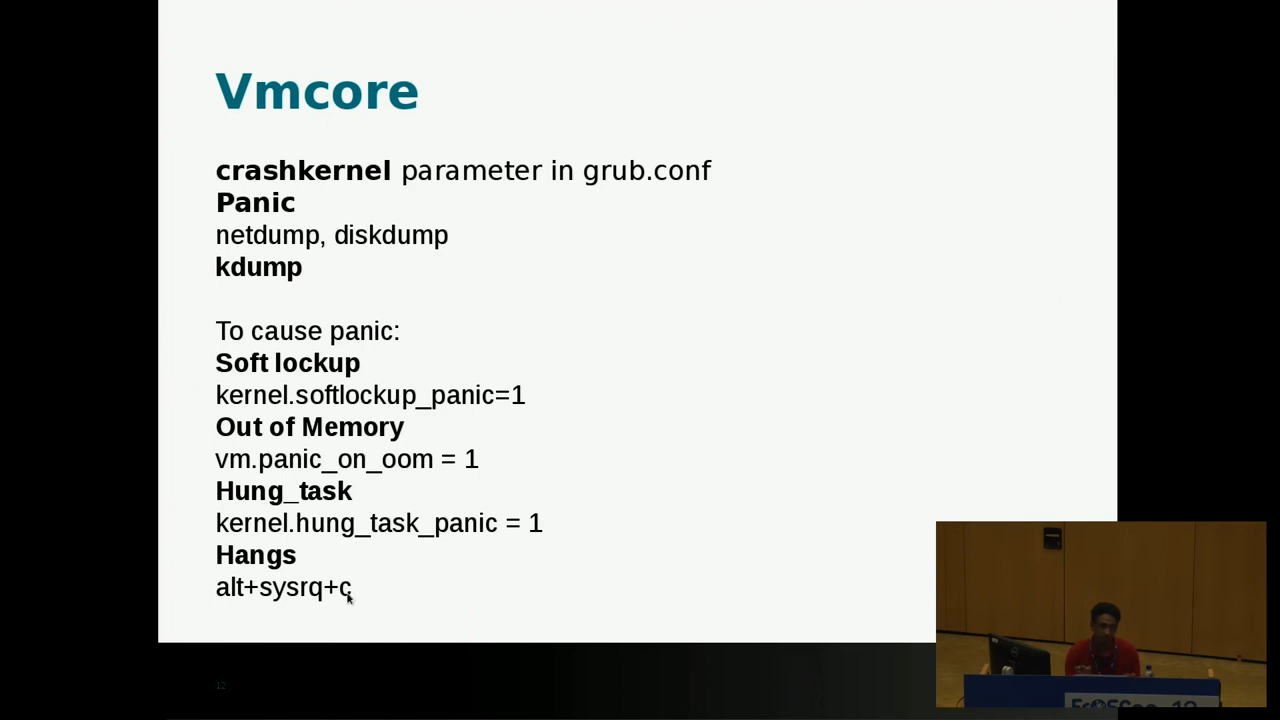 Vmcore
crashkernel parameter in grub.conf
Panic
netdump, diskdump
kdump
To cause panic:
Soft lockup
kernel.softlockup_panic=1
Out of Memory
vm.panic_on_oom = 1
Hung_task
kernel.hung_task_panic = 1
Hangs
alt+sysrq+c
12